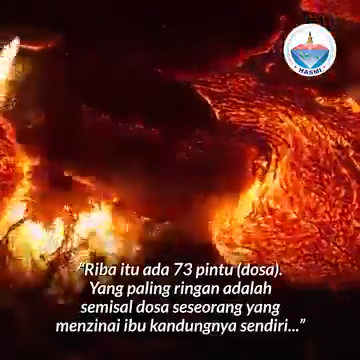 HASMI
“Riba itu ada 73 pintu (dosa).
Yang paling ringan adalah
semisal dosa seseorang yang
menzinai ibu kandungnya sendiri...”